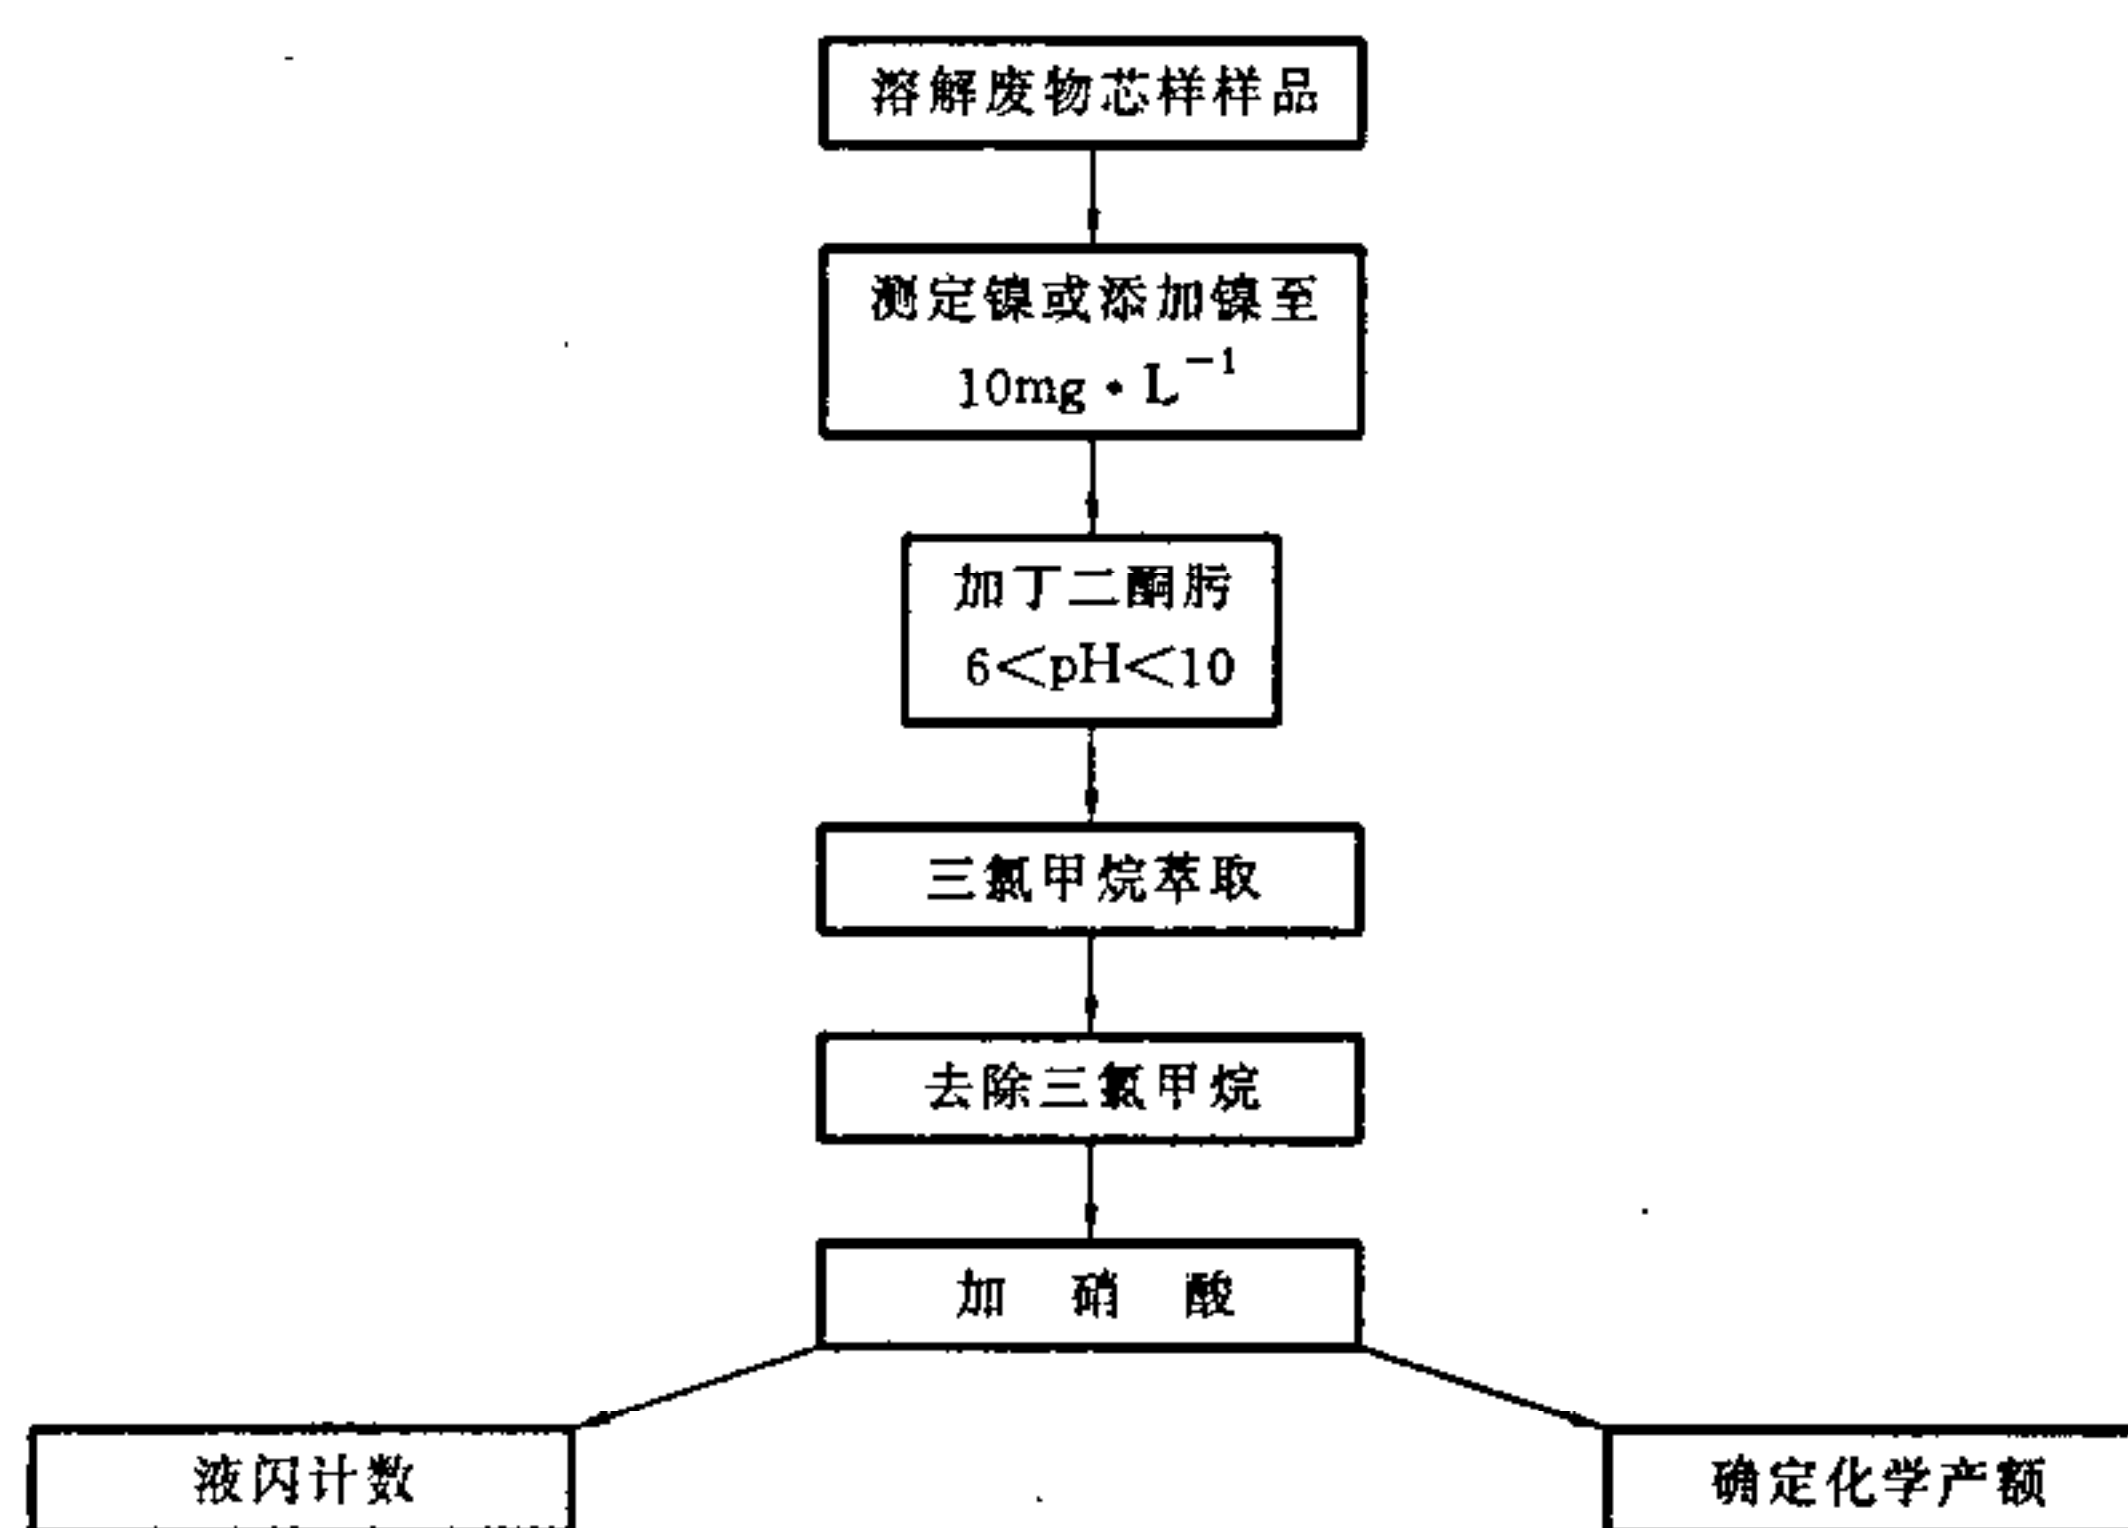 溶解废物芯样样品
测定镍或添加镍至
10mg·L⁻¹
加丁二酮肟
6<pH<10
三氯甲烷萃取
去除三氯甲烷
加 硝 酸
液闪计数
确定化学产额